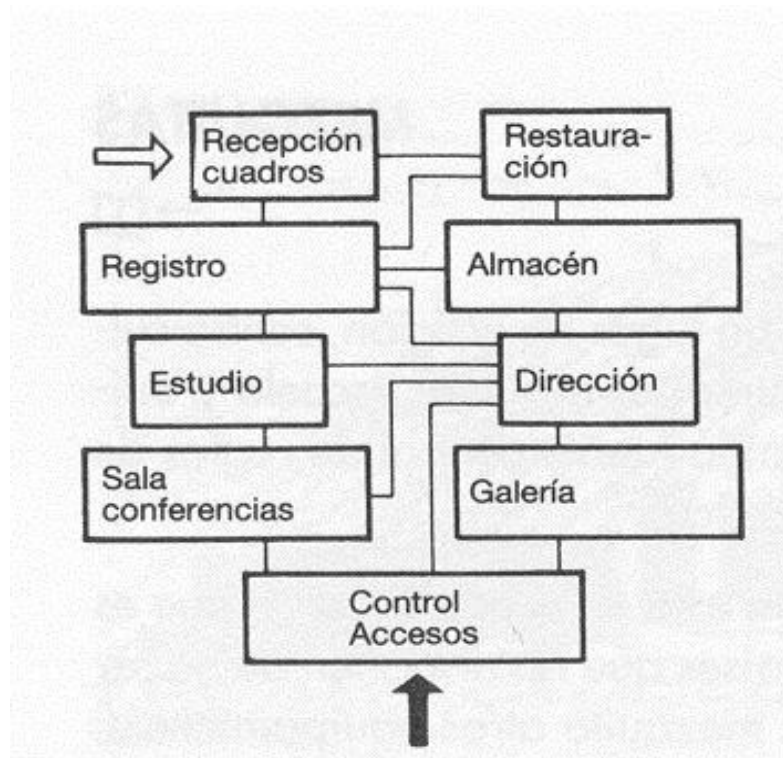 Recepción
cuadros
Restaura-
ción
Registro
Almacén
Estudio
Dirección
Sala
conferencias
Galería
Control
Accesos